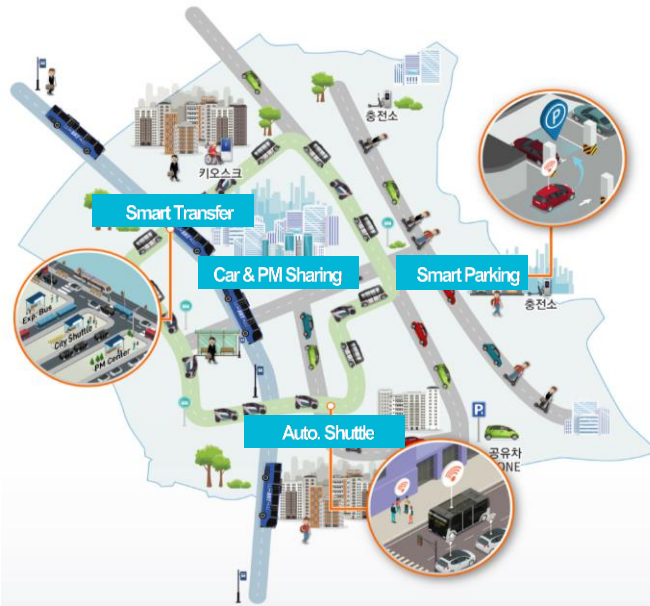 충전소
P
키오스크
Smart Transfer
Car & PM Sharing
Smart Parking
충전소
Exp. Bus
City Shuttle
PM Center
P
Auto. Shuttle
공유차
ONE